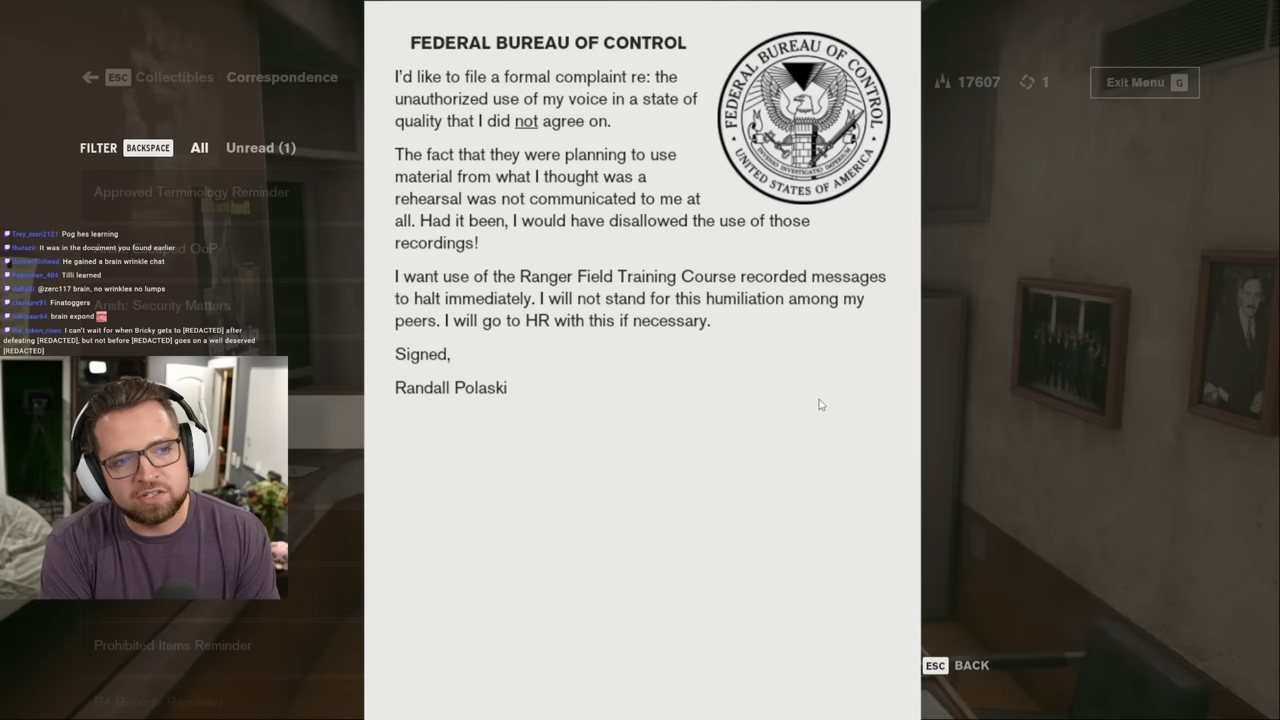 ESC Collectibles Correspondence
17607 1
Exit Menu G
FILTER BACKSPACE All Unread (1)
Approved Terminology Reminder
OoP
Arish: Security Matters
Prohibited Items Reminder
Trey_man2121 Pog hes learning
It was in the document you found earlier
He gained a brain wrinkle chat
Tilli learned
@zerc117 brain, no wrinkles no lumps
Finatoggers
brain expond
I can't wait for when Bricky gets to [REDACTED] after
defeating [REDACTED], but not before [REDACTED] goes on a well deserved
[REDACTED]
FEDERAL BUREAU OF CONTROL
I'd like to file a formal complaint re: the
unauthorized use of my voice in a state of
quality that I did not agree on.
The fact that they were planning to use
material from what I thought was a
rehearsal was not communicated to me at
all. Had it been, I would have disallowed the use of those
recordings!
I want use of the Ranger Field Training Course recorded messages
to halt immediately. I will not stand for this humiliation among my
peers. I will go to HR with this if necessary.
Signed,
Randall Polaski
FEDERAL BUREAU OF CONTROL
UNITED STATES OF AMERICA
ESC BACK